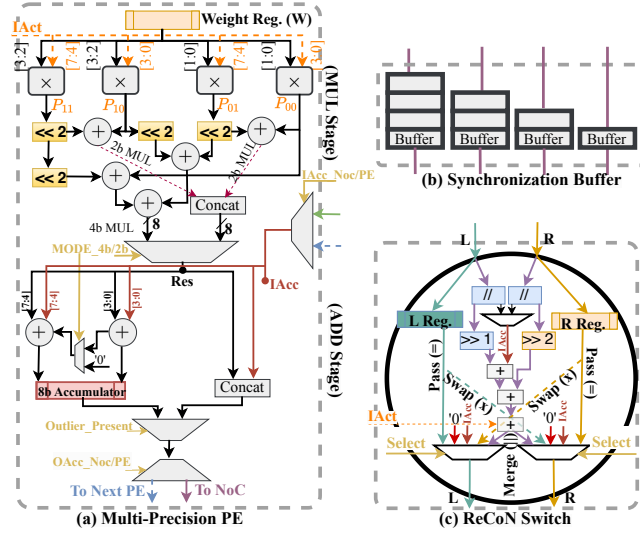 Weight Reg. (W)
IAct
[3:2]
[7:4]
[3:2]
[3:0]
[1:0]
[7:4]
[1:0]
[3:0]
×
×
×
×
P11
P10
P01
P00
(MUL Stage)
<< 2
+
<< 2
<< 2
+
2b MUL
2b MUL
+
<< 2
+
IAcc_Noc/PE
+
Concat
4b MUL
8
8
MODE_4b/2b
Res
IAcc
[7:4]
[7:4]
[3:0]
[3:0]
(ADD Stage)
+
+
'0'
8b Accumulator
Concat
Outlier_Present
OAcc_Noc/PE
To Next PE
To NoC
(a) Multi-Precision PE
Buffer
Buffer
Buffer
Buffer
(b) Synchronization Buffer
L
R
//
//
L Reg.
R Reg.
>> 1
IAcc
>> 2
Pass (=)
Pass (=)
+
Swap (x)
Swap (x)
+
IAct
'0'
IAcc
+
'0'
IAcc
Select
Select
Merge (||)
L
R
(c) ReCoN Switch